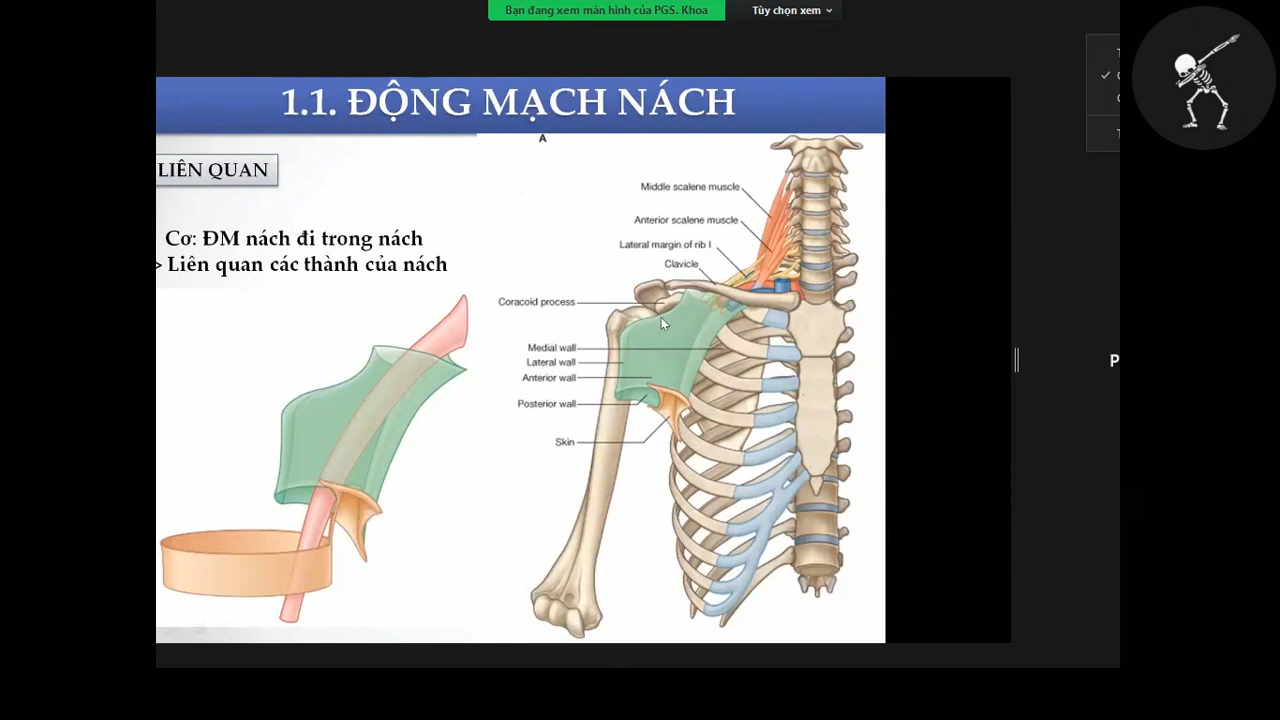 Bạn đang xem màn hình của PGS. Khoa
Tùy chọn xem
1.1. ĐỘNG MẠCH NÁCH
A
LIÊN QUAN
Cơ: ĐM nách đi trong nách
> Liên quan các thành của nách
Middle scalene muscle
Anterior scalene muscle
Lateral margin of rib I
Clavicle
Coracoid process
Medial wall
Lateral wall
Anterior wall
Posterior wall
Skin
P